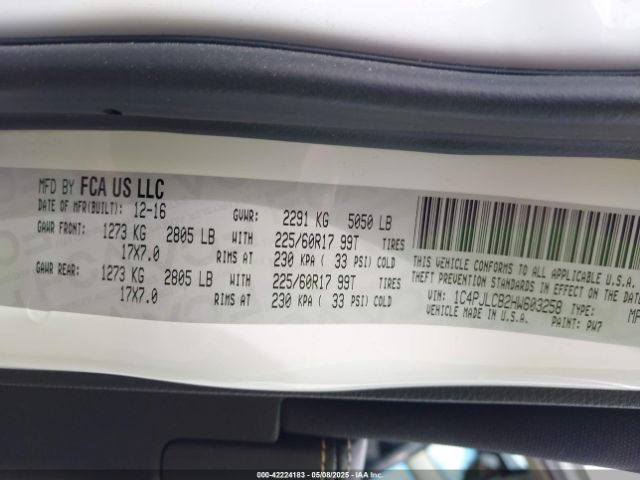 MFD BY FCA US LLC
DATE OF MFR(BUILT): 12-16 GVWR: 2291 KG 5050 LB
GAWR FRONT: 1273 KG 2805 LB WITH 225/60R17 99T TIRES
17X7.0 RIMS AT 230 KPA ( 33 PSI) COLD
GAWR REAR: 1273 KG 2805 LB WITH 225/60R17 99T TIRES
17X7.0 RIMS AT 230 KPA ( 33 PSI) COLD
THIS VEHICLE CONFORMS TO ALL
THEFT PREVENTION STANDARDS IN EFFECT ON THE DATE
VIN: 1C4PJLCB2HW603258 TYPE:
VEHICLE MADE IN U.S.A. PAINT: PW7
000-42224183 - 05/08/2025 - IAAI.COM